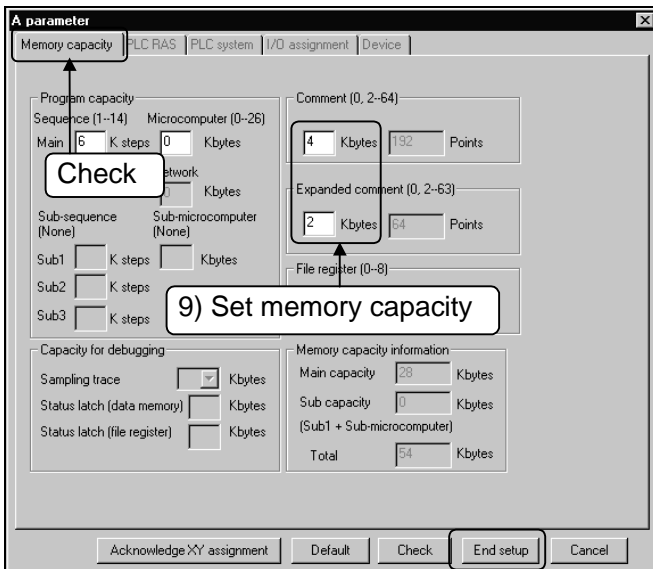 A parameter
Memory capacity PLC RAS PLC system I/O assignment Device
Program capacity
Sequence (1--14) Microcomputer (0--26)
Main 6 K steps 0 Kbytes
Check
etwork
0 Kbytes
Sub-sequence Sub-microcomputer
(None) (None)
Sub1 K steps Kbytes
Sub2 K steps
Sub3 K steps
Comment (0, 2--64)
4 Kbytes 192 Points
Expanded comment (0, 2--63)
2 Kbytes 64 Points
File register (0--8)
9) Set memory capacity
Capacity for debugging
Sampling trace Kbytes
Status latch (data memory) Kbytes
Status latch (file register) Kbytes
Memory capacity information
Main capacity 28 Kbytes
Sub capacity 0 Kbytes
(Sub1 + Sub-microcomputer)
Total 54 Kbytes
Acknowledge XY assignment Default Check End setup Cancel